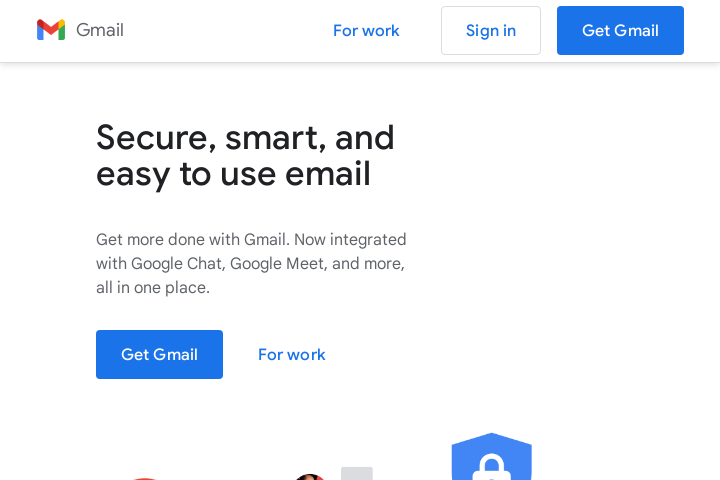 Gmail
For work
Sign in
Get Gmail
Secure, smart, and
easy to use email
Get more done with Gmail. Now integrated
with Google Chat, Google Meet, and more,
all in one place.
Get Gmail
For work